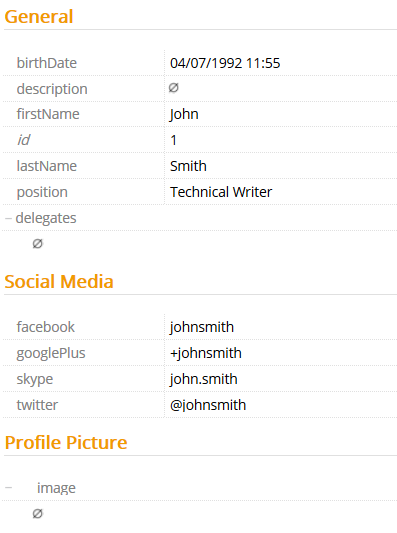 General
birthDate 04/07/1992 11:55
description ∅
firstName John
id 1
lastName Smith
position Technical Writer
− delegates
∅
Social Media
facebook johnsmith
googlePlus +johnsmith
skype john.smith
twitter @johnsmith
Profile Picture
− image
∅